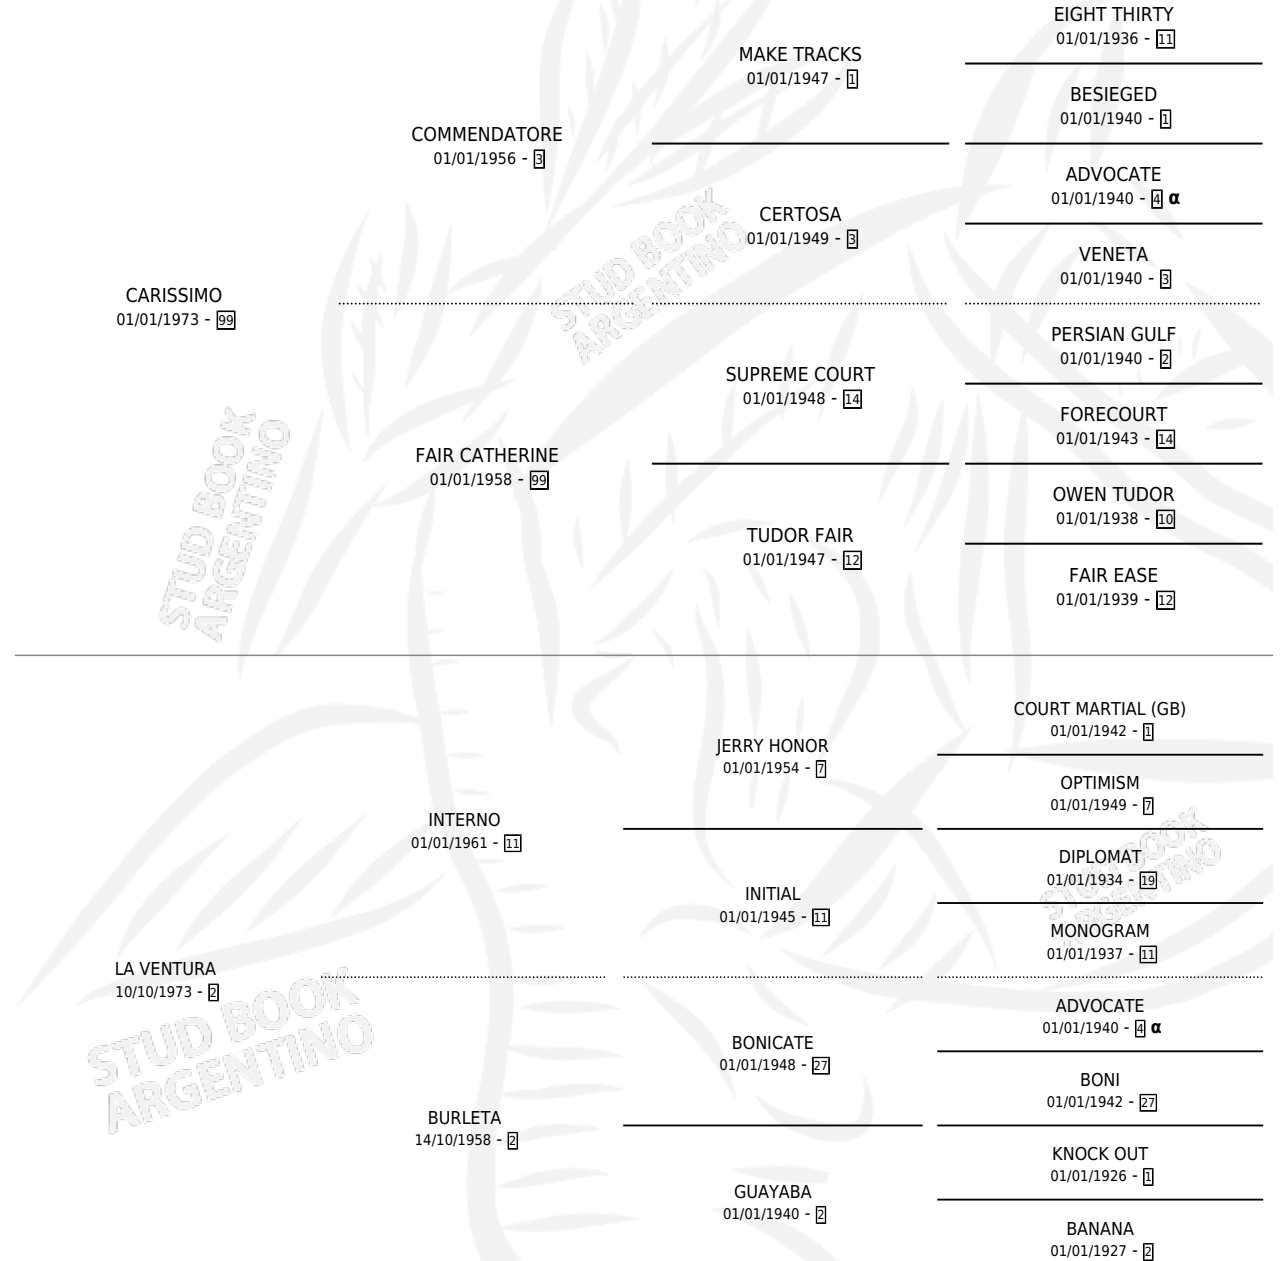 EIGHT THIRTY
01/01/1936 - 11
MAKE TRACKS
01/01/1947 - 1
BESIEGED
01/01/1940 - 1
COMMENDATORE
01/01/1956 - 3
ADVOCATE
01/01/1940 - 4 α
CERTOSA
01/01/1949 - 3
VENETA
01/01/1940 - 3
CARISSIMO
01/01/1973 - 99
PERSIAN GULF
01/01/1940 - 2
SUPREME COURT
01/01/1948 - 14
FORECOURT
01/01/1943 - 14
FAIR CATHERINE
01/01/1958 - 99
OWEN TUDOR
01/01/1938 - 10
TUDOR FAIR
01/01/1947 - 12
FAIR EASE
01/01/1939 - 12
COURT MARTIAL (GB)
01/01/1942 - 1
JERRY HONOR
01/01/1954 - 7
OPTIMISM
01/01/1949 - 7
INTERNO
01/01/1961 - 11
DIPLOMAT
01/01/1934 - 19
INITIAL
01/01/1945 - 11
MONOGRAM
01/01/1937 - 11
LA VENTURA
10/10/1973 - 2
ADVOCATE
01/01/1940 - 4 α
BONICATE
01/01/1948 - 27
BONI
01/01/1942 - 27
BURLETA
14/10/1958 - 2
KNOCK OUT
01/01/1926 - 1
GUAYABA
01/01/1940 - 2
BANANA
01/01/1927 - 2
STUD BOOK
ARGENTINO
STUD BOOK
ARGENTINO
STUD BOOK
ARGENTINO
STUD BOOK
ARGENTINO